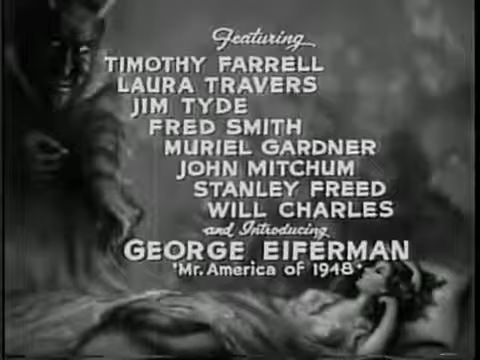 Featuring
TIMOTHY FARRELL
LAURA TRAVERS
JIM TYDE
FRED SMITH
MURIEL GARDNER
JOHN MITCHUM
STANLEY FREED
WILL CHARLES
and Introducing
GEORGE EIFERMAN
"Mr. America of 1948"